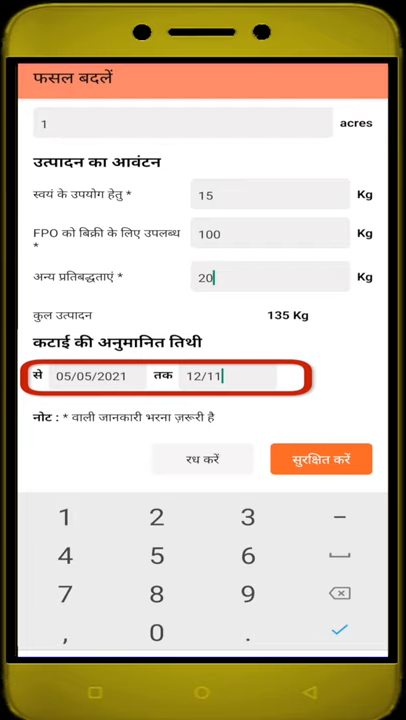 फसल बदलें
1 acres
उत्पादन का आवंटन
स्वयं के उपयोग हेतु * 15 Kg
FPO को बिक्री के लिए उपलब्ध * 100 Kg
अन्य प्रतिबद्धताएं * 20 Kg
कुल उत्पादन 135 Kg
कटाई की अनुमानित तिथी
से 05/05/2021 तक 12/11
नोट : * वाली जानकारी भरना ज़रूरी है
रध करें सुरक्षित करें
1 2 3 –
4 5 6
7 8 9
, 0 .